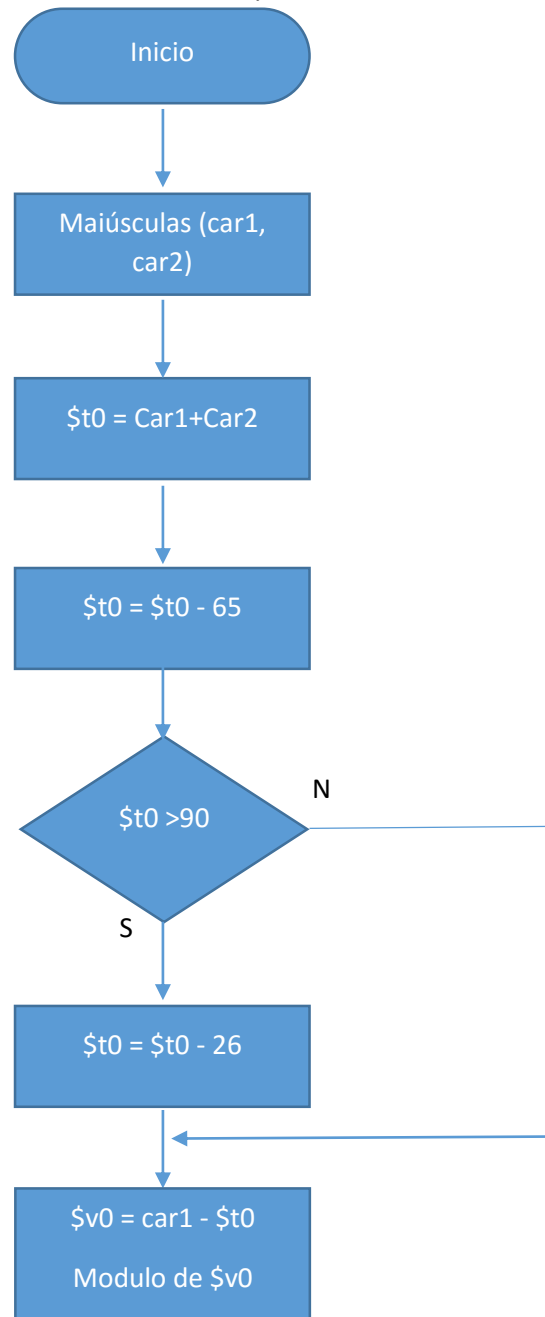 Inicio
Maiúsculas (car1,
car2)
$t0 = Car1+Car2
$t0 = $t0 - 65
$t0 >90
N
S
$t0 = $t0 - 26
$v0 = car1 - $t0
Modulo de $v0